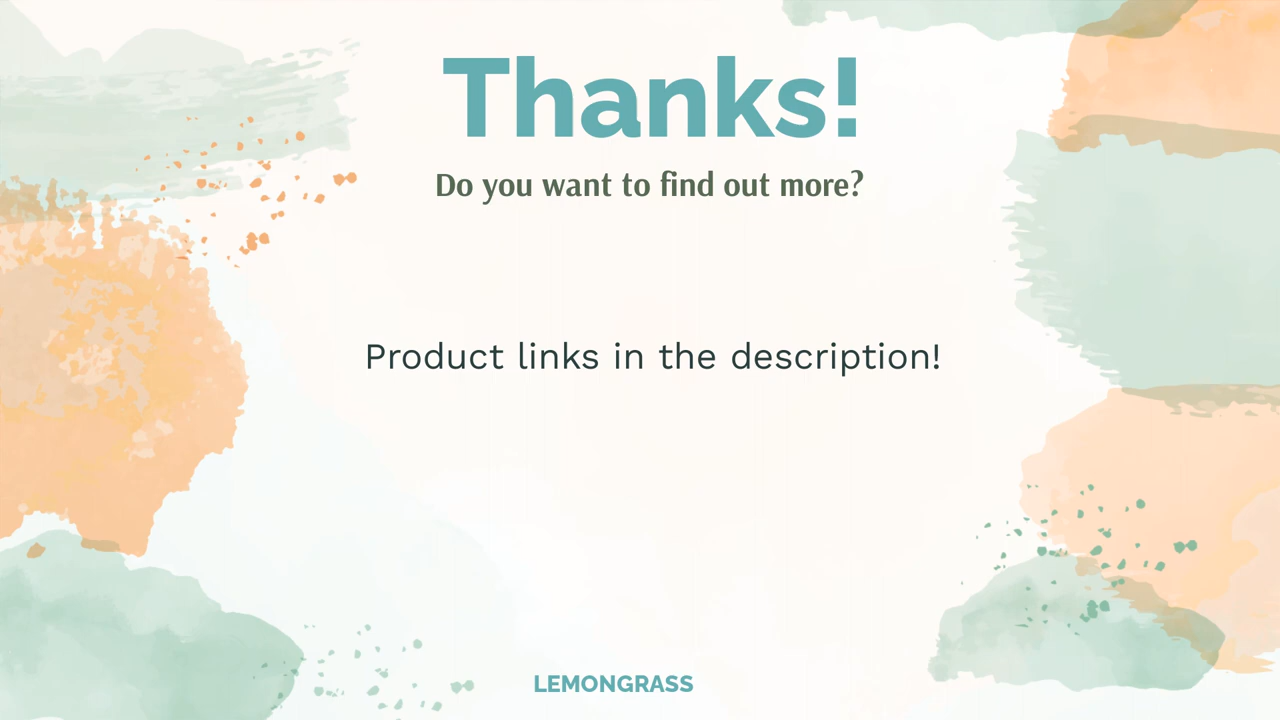 Thanks!
Do you want to find out more?
Product links in the description!
LEMONGRASS